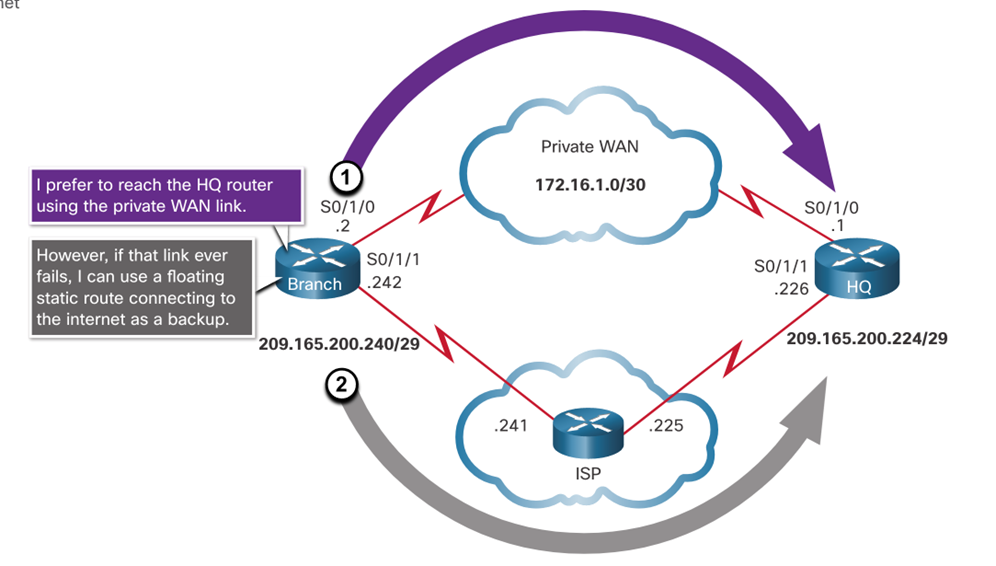 Private WAN
172.16.1.0/30
1
I prefer to reach the HQ router
using the private WAN link.
S0/1/0
.2
S0/1/0
.1
However, if that link ever
fails, I can use a floating
static route connecting to
the internet as a backup.
Branch
S0/1/1
.242
S0/1/1
.226
HQ
209.165.200.240/29
209.165.200.224/29
2
.241
.225
ISP